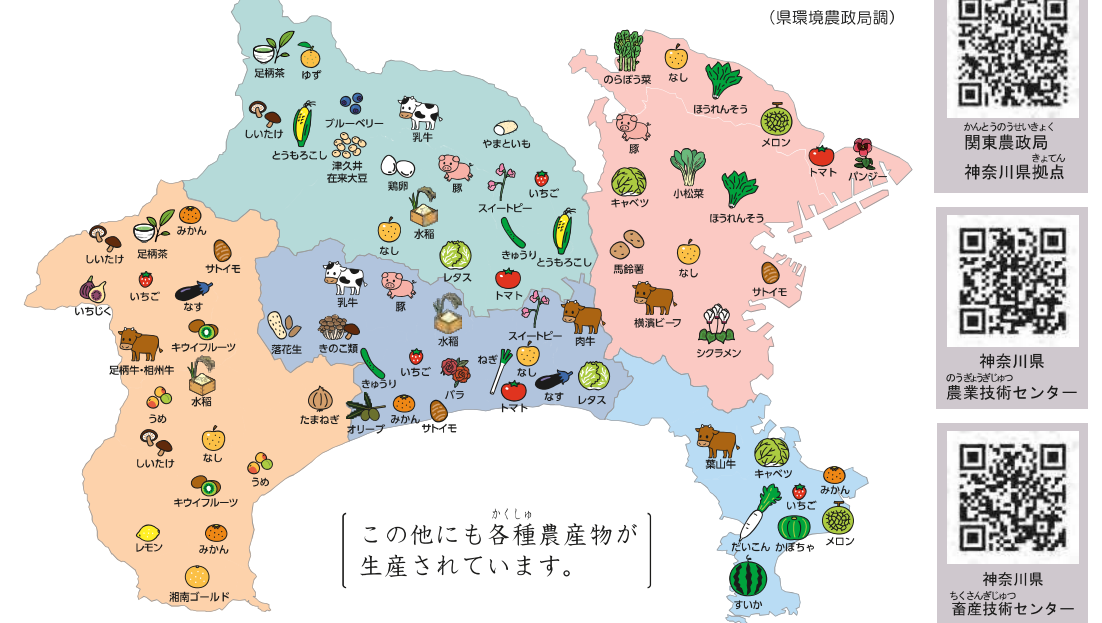 （県環境農政局調）
足柄茶
ゆず
しいたけ
とうもろこし
ブルーベリー
津久井
在来大豆
乳牛
鶏卵
豚
やまといも
スイートピー
いちご
水稲
なし
きゅうり
とうもろこし
レタス
トマト
のらぼう菜
なし
ほうれんそう
メロン
豚
トマト
パンジー
キャベツ
小松菜
ほうれんそう
馬鈴薯
なし
サトイモ
横濱ビーフ
シクラメン
みかん
足柄茶
しいたけ
サトイモ
いちご
いちじく
なす
キウイフルーツ
足柄牛・相州牛
水稲
うめ
しいたけ
なし
うめ
キウイフルーツ
レモン
みかん
湘南ゴールド
たまねぎ
乳牛
豚
落花生
きのこ類
水稲
スイートピー
肉牛
きゅうり
いちご
バラ
ねぎ
なし
トマト
なす
レタス
オリーブ
みかん
サトイモ
葉山牛
キャベツ
みかん
いちご
だいこん
かぼちゃ
メロン
すいか
かくしゅ
この他にも各種農産物が
生産されています。
かんとうのうせいきょく
関東農政局
きょてん
神奈川県拠点
神奈川県
のうぎょうぎじゅつ
農業技術センター
神奈川県
ちくさんぎじゅつ
畜産技術センター